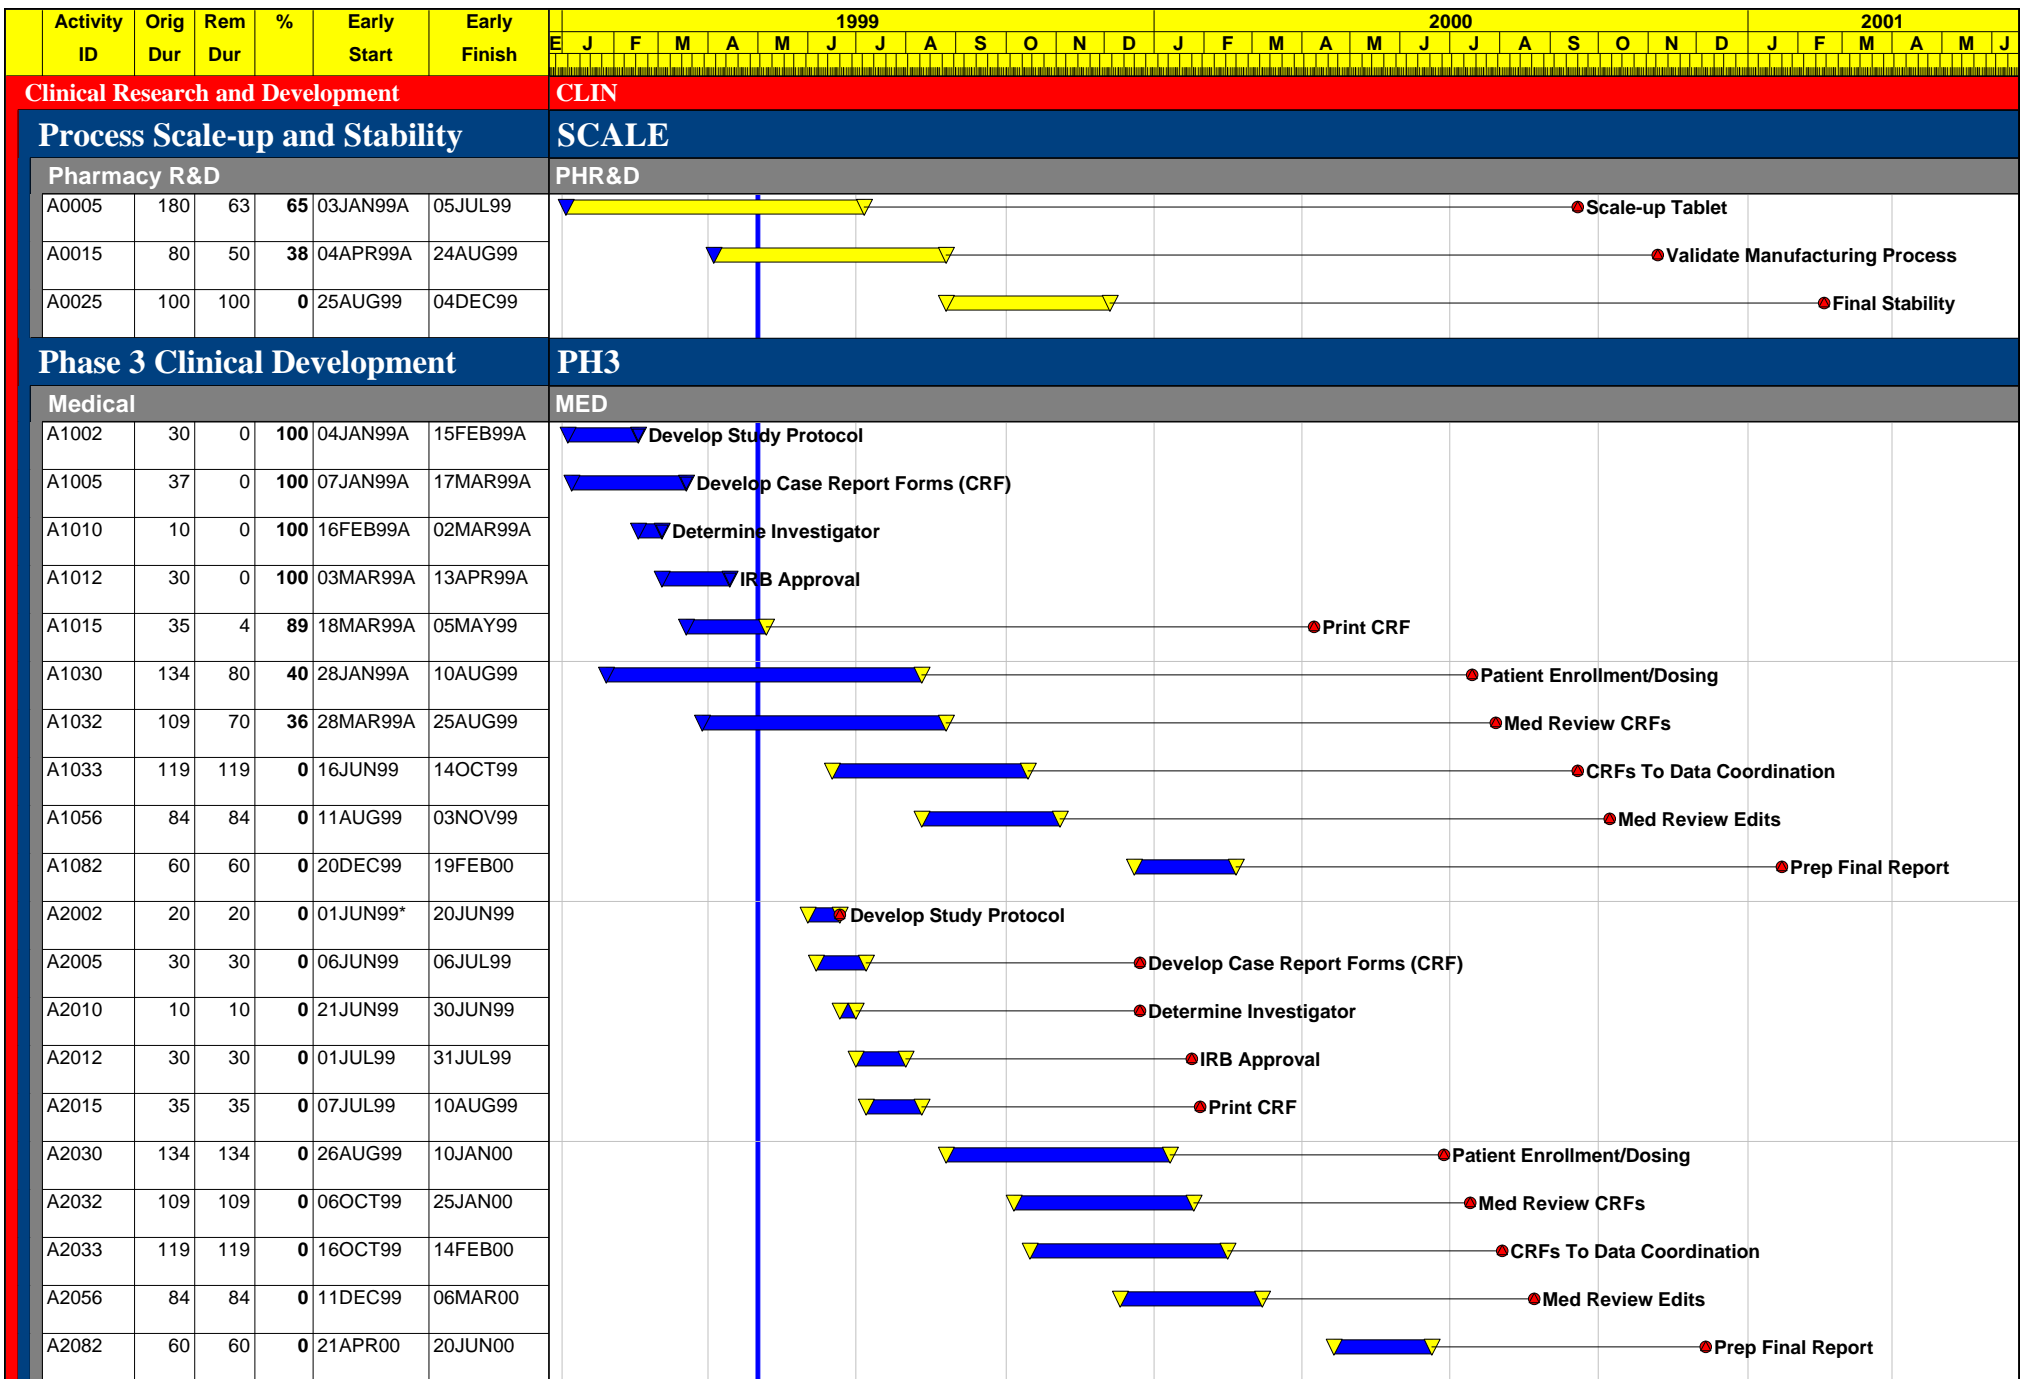 Activity ID Orig Dur Rem Dur % Early Start Early Finish 1999 2000 2001
E J F M A M J J A S O N D J F M A M J J A S O N D J F M A M J
Clinical Research and Development CLIN
Process Scale-up and Stability SCALE
Pharmacy R&D PHR&D
A0005 180 63 65 03JAN99A 05JUL99 Scale-up Tablet
A0015 80 50 38 04APR99A 24AUG99 Validate Manufacturing Process
A0025 100 100 0 25AUG99 04DEC99 Final Stability
Phase 3 Clinical Development PH3
Medical MED
A1002 30 0 100 04JAN99A 15FEB99A Develop Study Protocol
A1005 37 0 100 07JAN99A 17MAR99A Develop Case Report Forms (CRF)
A1010 10 0 100 16FEB99A 02MAR99A Determine Investigator
A1012 30 0 100 03MAR99A 13APR99A IRB Approval
A1015 35 4 89 18MAR99A 05MAY99 Print CRF
A1030 134 80 40 28JAN99A 10AUG99 Patient Enrollment/Dosing
A1032 109 70 36 28MAR99A 25AUG99 Med Review CRFs
A1033 119 119 0 16JUN99 14OCT99 CRFs To Data Coordination
A1056 84 84 0 11AUG99 03NOV99 Med Review Edits
A1082 60 60 0 20DEC99 19FEB00 Prep Final Report
A2002 20 20 0 01JUN99* 20JUN99 Develop Study Protocol
A2005 30 30 0 06JUN99 06JUL99 Develop Case Report Forms (CRF)
A2010 10 10 0 21JUN99 30JUN99 Determine Investigator
A2012 30 30 0 01JUL99 31JUL99 IRB Approval
A2015 35 35 0 07JUL99 10AUG99 Print CRF
A2030 134 134 0 26AUG99 10JAN00 Patient Enrollment/Dosing
A2032 109 109 0 06OCT99 25JAN00 Med Review CRFs
A2033 119 119 0 16OCT99 14FEB00 CRFs To Data Coordination
A2056 84 84 0 11DEC99 06MAR00 Med Review Edits
A2082 60 60 0 21APR00 20JUN00 Prep Final Report